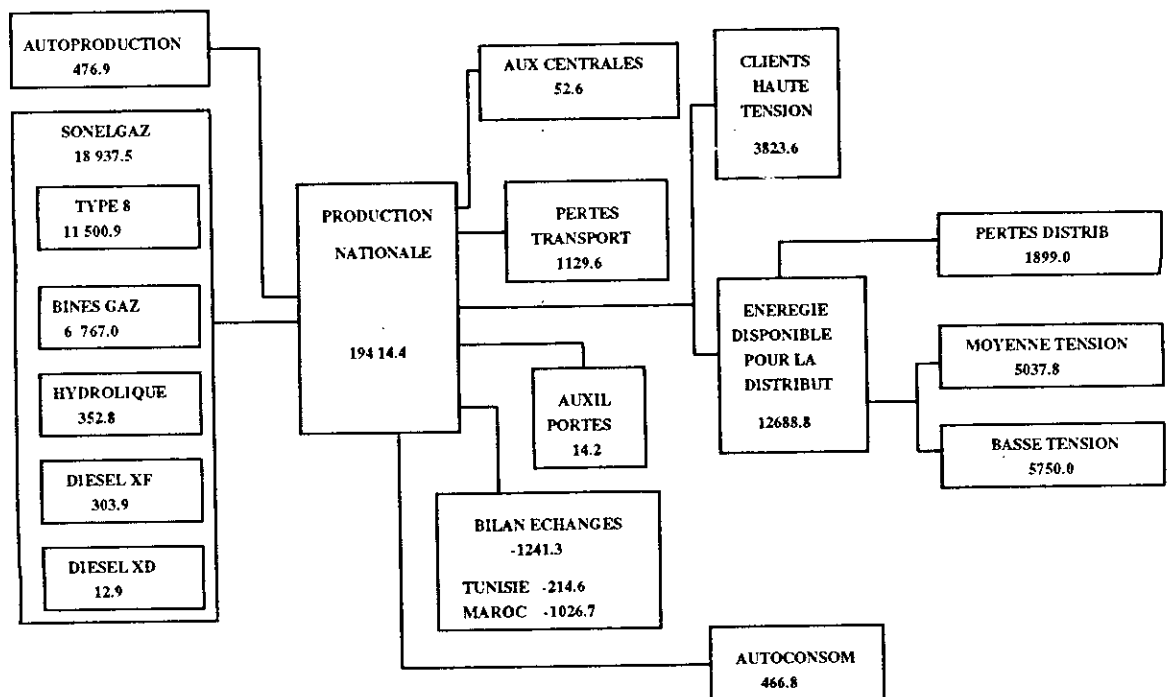 AUTOPRODUCTION
476.9
SONELGAZ
18 937.5
TYPE 8
11 500.9
BINES GAZ
6 767.0
HYDROLIQUE
352.8
DIESEL XF
303.9
DIESEL XD
12.9
PRODUCTION
NATIONALE
194 14.4
AUX CENTRALES
52.6
PERTES
TRANSPORT
1129.6
AUXIL
PORTES
14.2
BILAN ECHANGES
-1241.3
TUNISIE -214.6
MAROC -1026.7
CLIENTS
HAUTE
TENSION
3823.6
ENEREGIE
DISPONIBLE
POUR LA
DISTRIBUT
12688.8
PERTES DISTRIB
1899.0
MOYENNE TENSION
5037.8
BASSE TENSION
5750.0
AUTOCONSOM
466.8